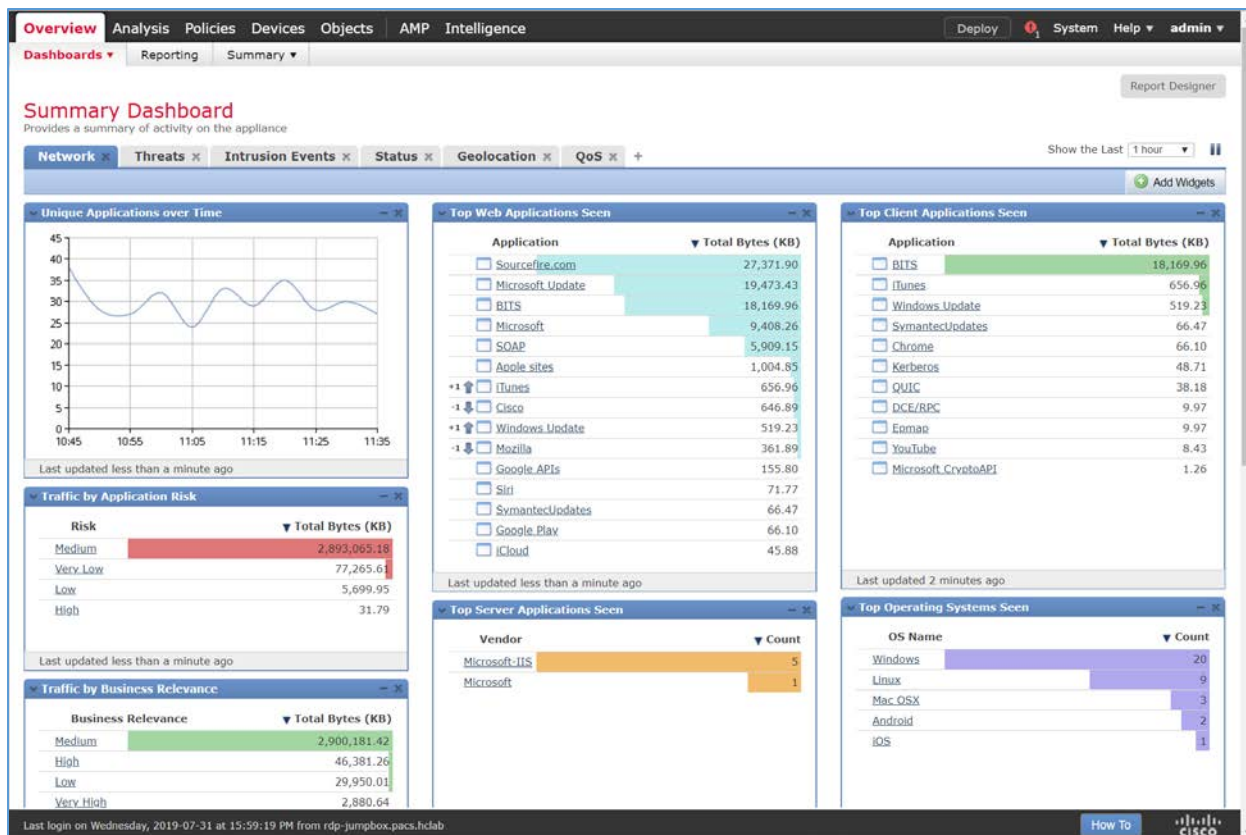 Overview Analysis Policies Devices Objects AMP Intelligence Deploy 1 System Help ▾ admin ▾
Dashboards ▾ Reporting Summary ▾
Report Designer
Summary Dashboard
Provides a summary of activity on the appliance
Network × Threats × Intrusion Events × Status × Geolocation × QoS × +
Show the Last 1 hour ▾
Add Widgets
Unique Applications over Time
45
40
35
30
25
20
15
10
5
0
10:45 10:55 11:05 11:15 11:25 11:35
Last updated less than a minute ago
Traffic by Application Risk
Risk ▼ Total Bytes (KB)
Medium 2,893,065.18
Very Low 77,265.61
Low 5,699.95
High 31.79
Last updated less than a minute ago
Traffic by Business Relevance
Business Relevance ▼ Total Bytes (KB)
Medium 2,900,181.42
High 46,381.26
Low 29,950.01
Very High 2,880.64
Top Web Applications Seen
Application ▼ Total Bytes (KB)
Sourcefire.com 27,371.90
Microsoft Update 19,473.43
BITS 18,169.96
Microsoft 9,408.26
SOAP 5,909.15
Apple sites 1,004.85
+1 iTunes 656.96
-1 Cisco 646.89
+1 Windows Update 519.23
-1 Mozilla 361.89
Google APIs 155.80
Siri 71.77
SymantecUpdates 66.47
Google Play 66.10
iCloud 45.88
Last updated less than a minute ago
Top Server Applications Seen
Vendor ▼ Count
Microsoft-IIS 5
Microsoft 1
Top Client Applications Seen
Application ▼ Total Bytes (KB)
BITS 18,169.96
iTunes 656.96
Windows Update 519.23
SymantecUpdates 66.47
Chrome 66.10
Kerberos 48.71
QUIC 38.18
DCE/RPC 9.97
Epmap 9.97
YouTube 8.43
Microsoft CryptoAPI 1.26
Last updated 2 minutes ago
Top Operating Systems Seen
OS Name ▼ Count
Windows 20
Linux 9
Mac OSX 3
Android 2
iOS 1
Last login on Wednesday, 2019-07-31 at 15:59:19 PM from rdp-jumpbox.pacs.hclab
How To
CISCO